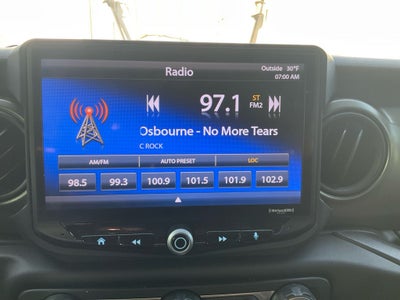 Radio
Outside 30°F
07:00 AM
97.1
ST
FM2
Osbourne - No More Tears
C ROCK
AM/FM
AUTO PRESET
LOC
98.5 99.3 100.9 101.5 101.9 102.9